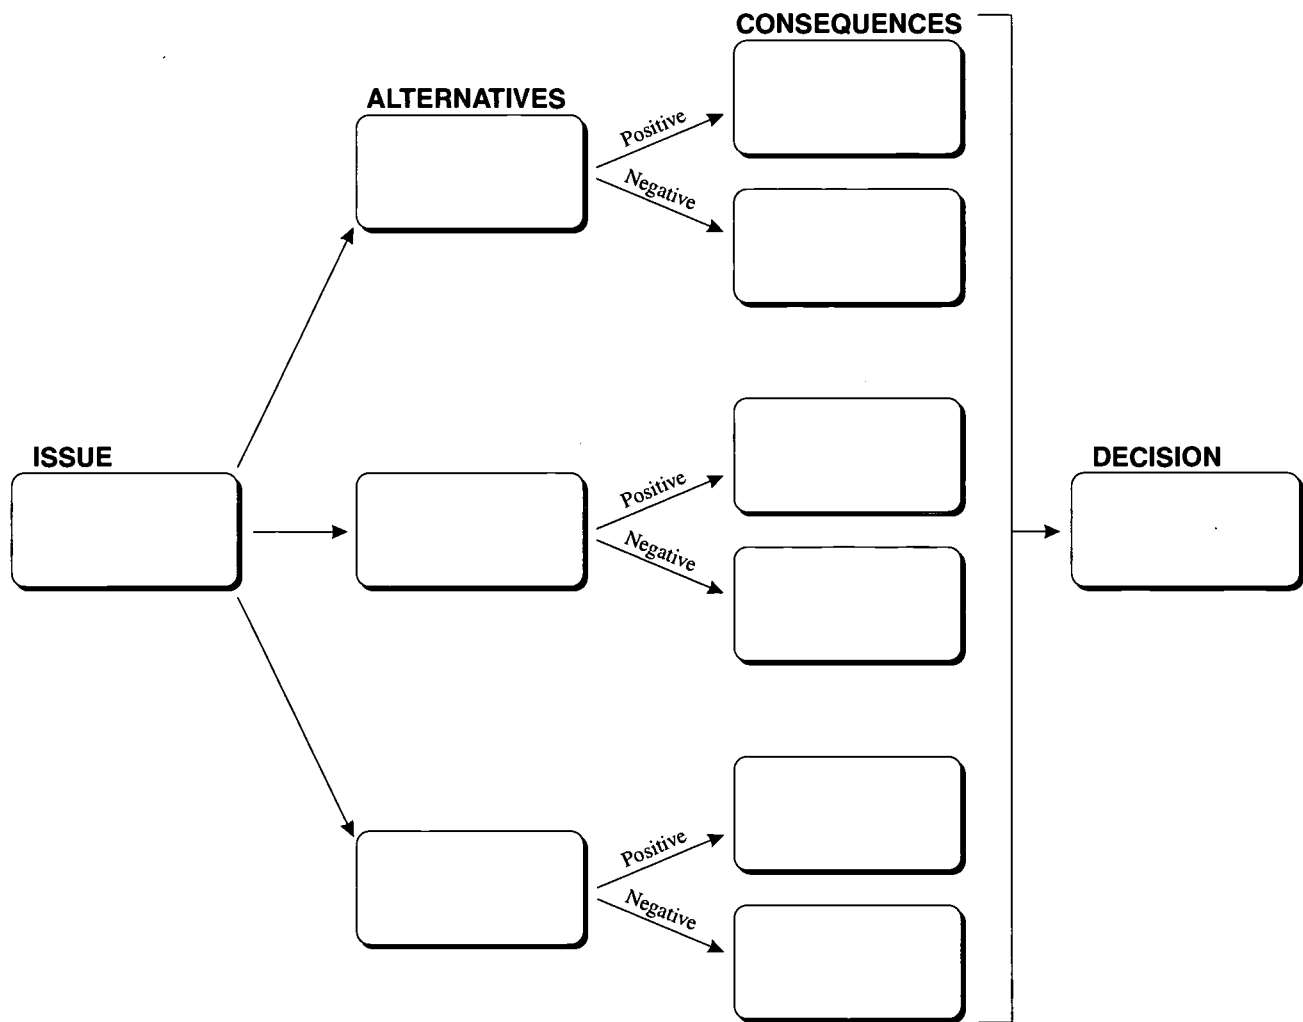 CONSEQUENCES
ALTERNATIVES
Positive
Negative
ISSUE
Positive
Negative
DECISION
Positive
Negative